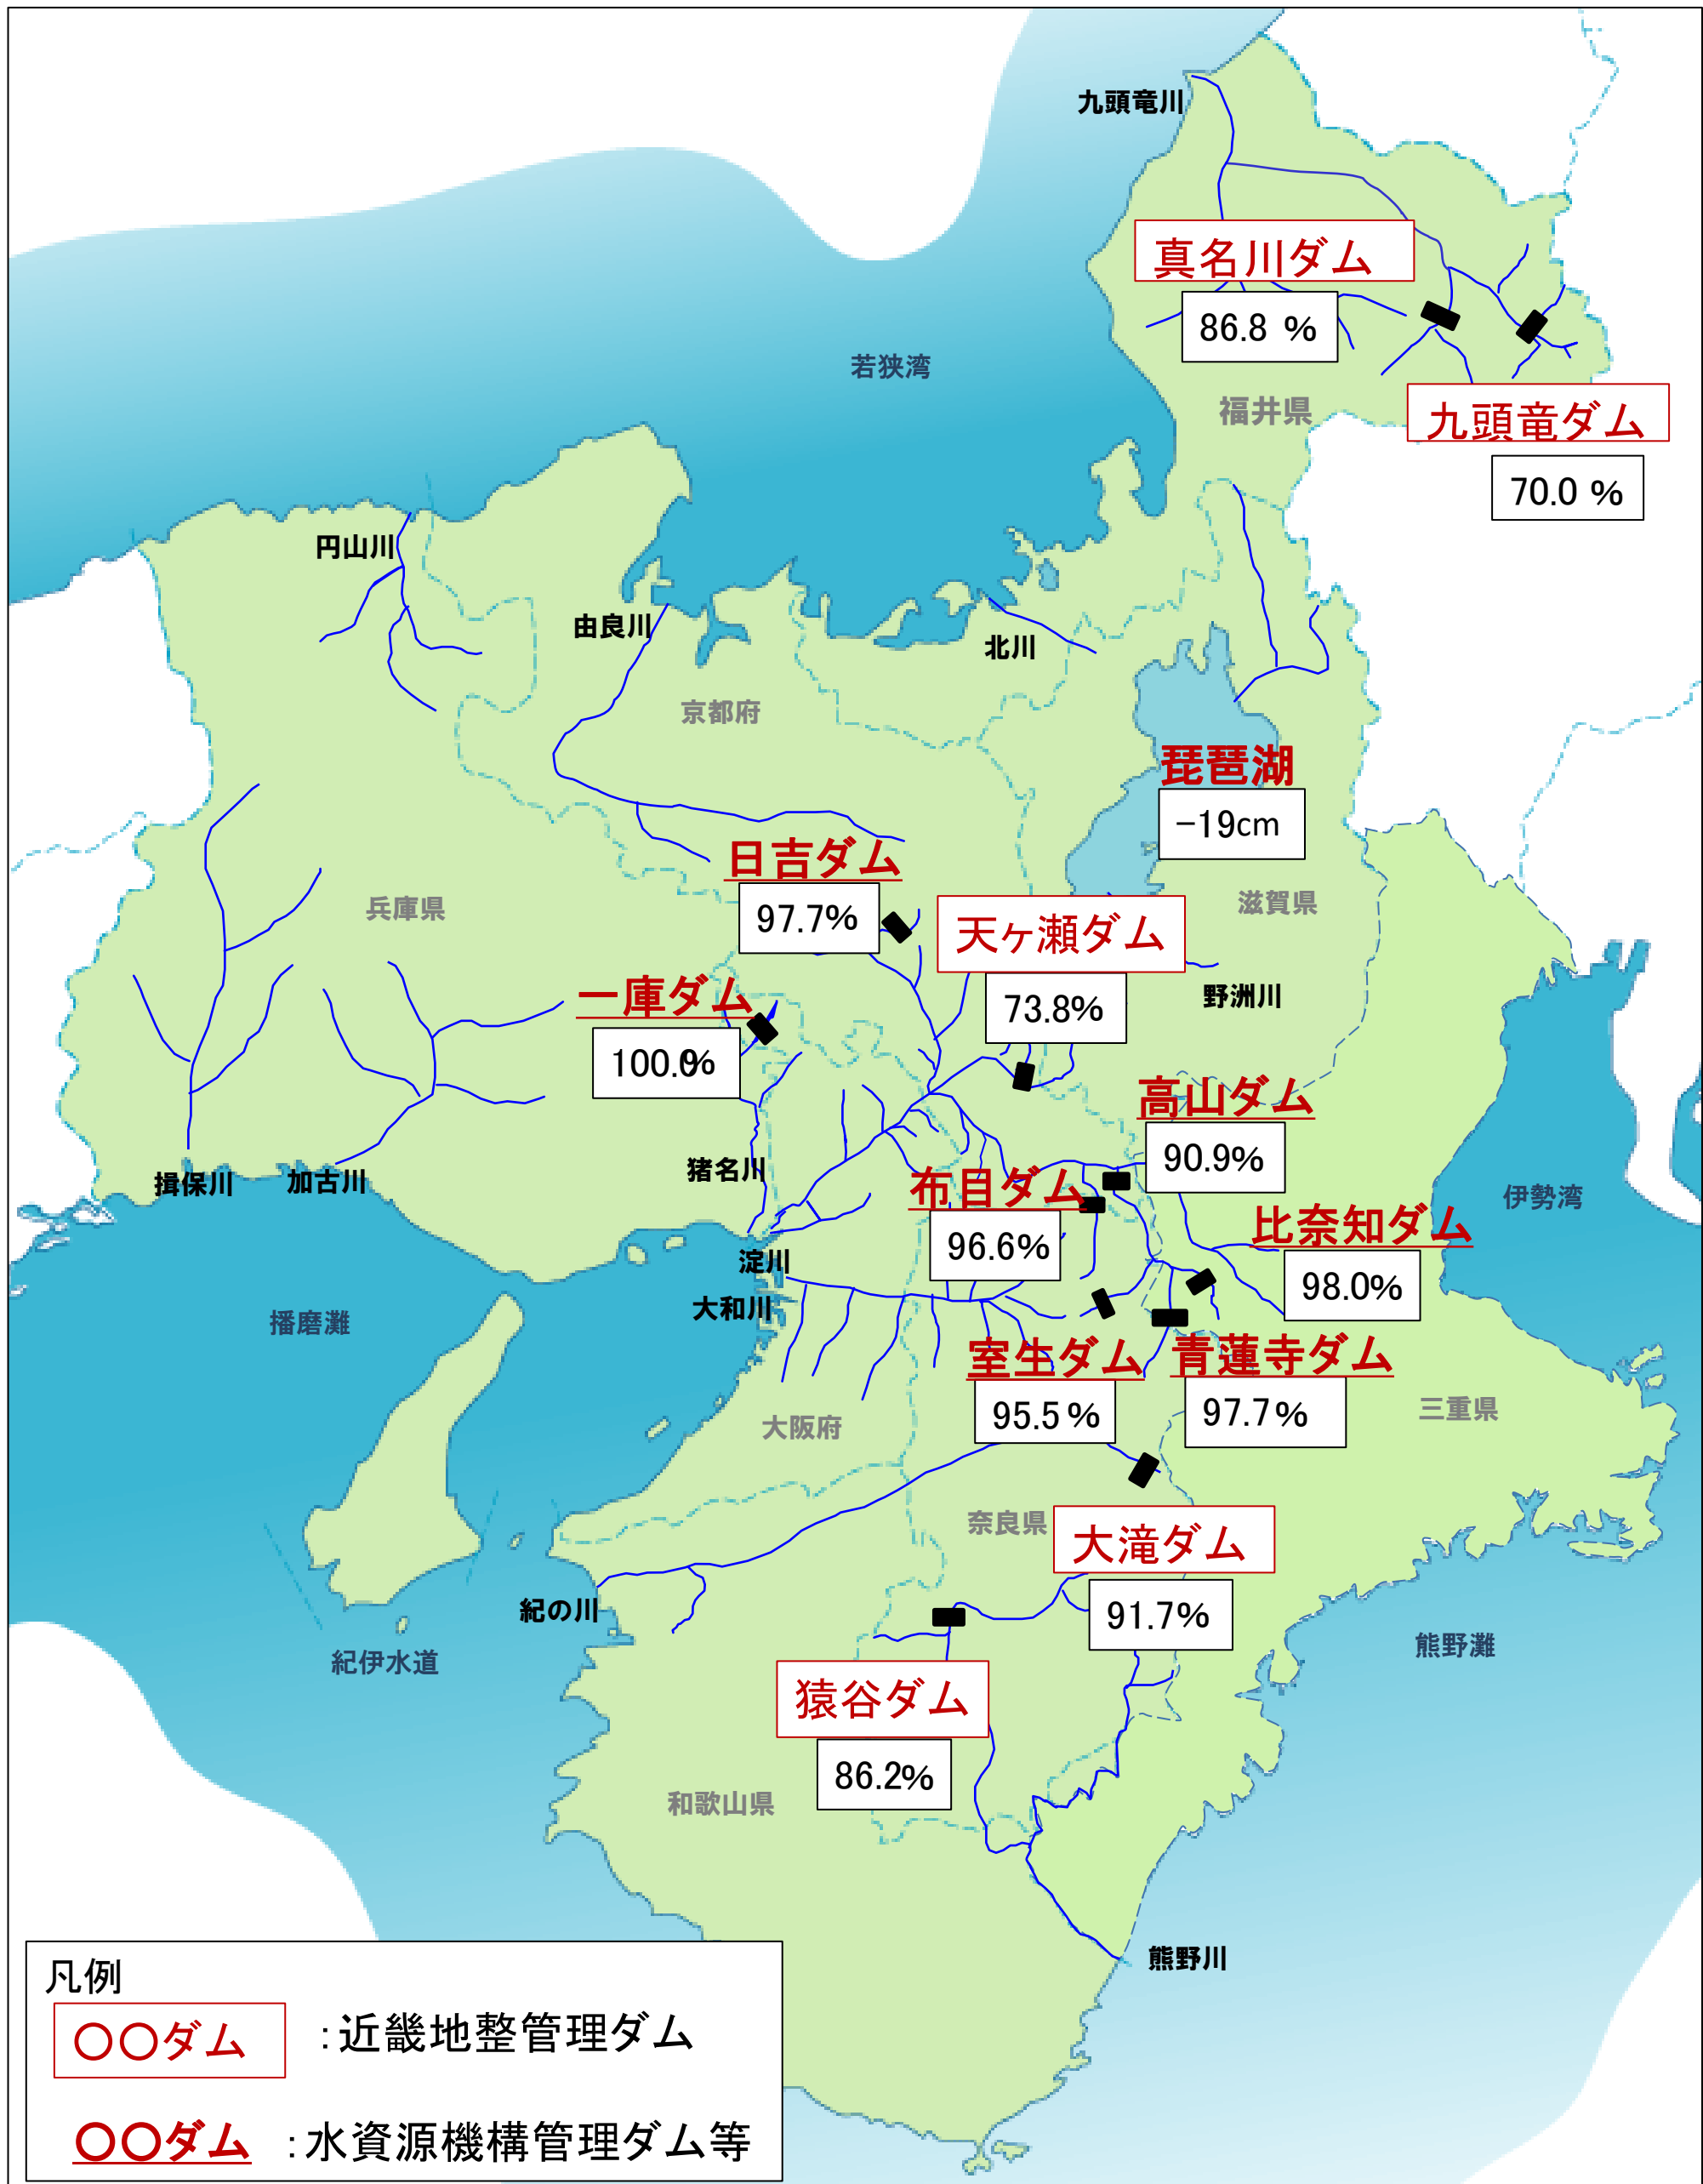 九頭竜川
真名川ダム
86.8 %
若狭湾
福井県
九頭竜ダム
70.0 %
円山川
由良川
北川
京都府
琵琶湖
-19cm
日吉ダム
97.7%
兵庫県
滋賀県
天ヶ瀬ダム
73.8%
野洲川
一庫ダム
100.0%
高山ダム
90.9%
猪名川
揖保川
加古川
布目ダム
96.6%
伊勢湾
比奈知ダム
98.0%
淀川
大和川
播磨灘
室生ダム
95.5%
青蓮寺ダム
97.7%
三重県
大阪府
奈良県
大滝ダム
91.7%
紀の川
紀伊水道
熊野灘
猿谷ダム
86.2%
和歌山県
熊野川
凡例
〇〇ダム :近畿地整管理ダム
〇〇ダム :水資源機構管理ダム等